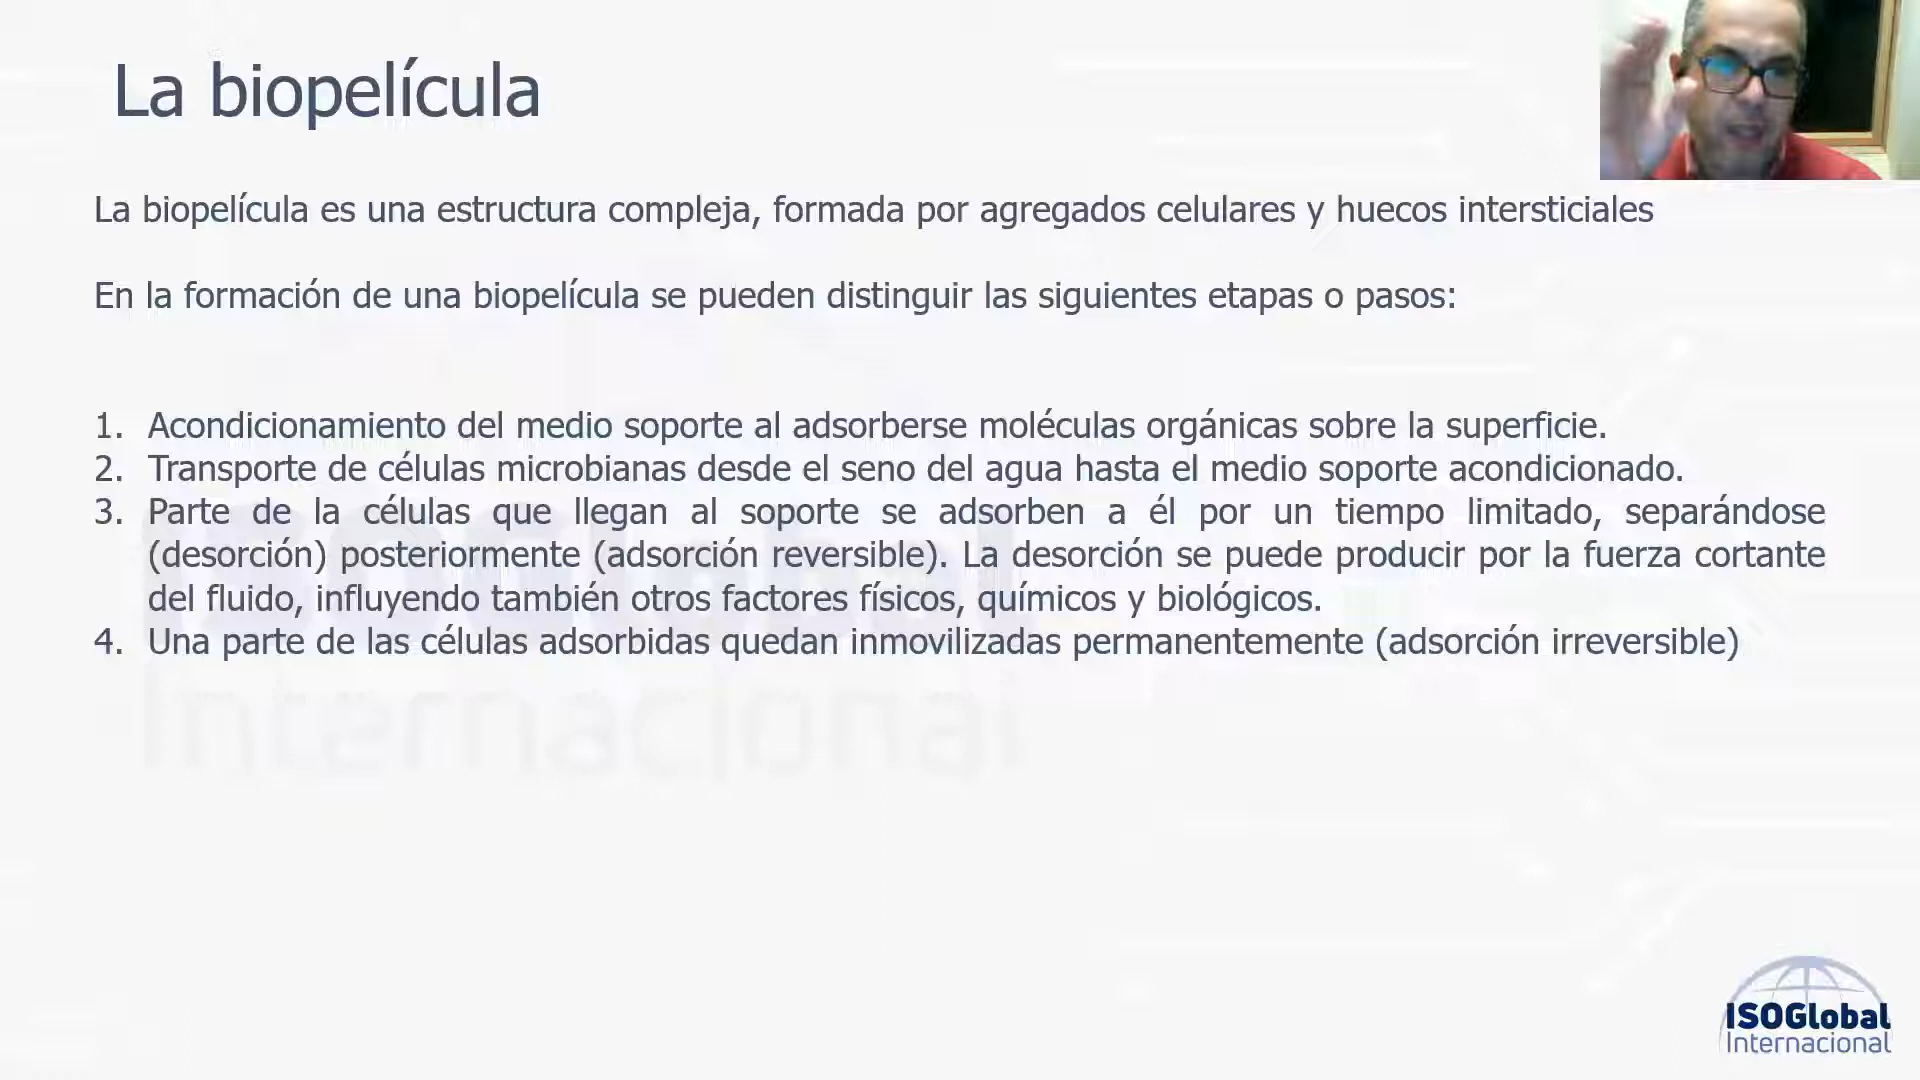 La biopelícula
La biopelícula es una estructura compleja, formada por agregados celulares y huecos intersticiales
En la formación de una biopelícula se pueden distinguir las siguientes etapas o pasos:
1. Acondicionamiento del medio soporte al adsorberse moléculas orgánicas sobre la superficie.
2. Transporte de células microbianas desde el seno del agua hasta el medio soporte acondicionado.
3. Parte de la células que llegan al soporte se adsorben a él por un tiempo limitado, separándose
(desorción) posteriormente (adsorción reversible). La desorción se puede producir por la fuerza cortante
del fluido, influyendo también otros factores físicos, químicos y biológicos.
4. Una parte de las células adsorbidas quedan inmovilizadas permanentemente (adsorción irreversible)
ISOGlobal
Internacional
ISOGlobal
Internacional